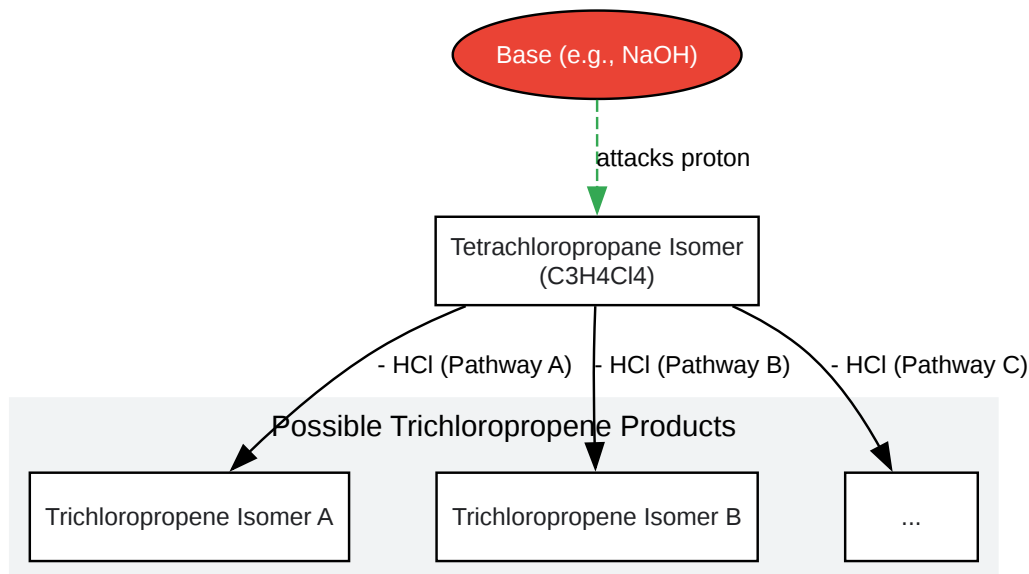 Base (e.g., NaOH)
attacks proton
Tetrachloropropane Isomer
(C3H4Cl4)
- HCl (Pathway A)
- HCl (Pathway B)
- HCl (Pathway C)
Possible Trichloropropene Products
Trichloropropene Isomer A
Trichloropropene Isomer B
...